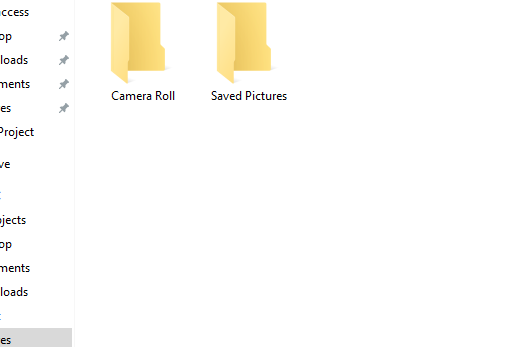 ccess
op
loads
ments
es
Project
ve
jects
op
ments
loads
es
Camera Roll
Saved Pictures